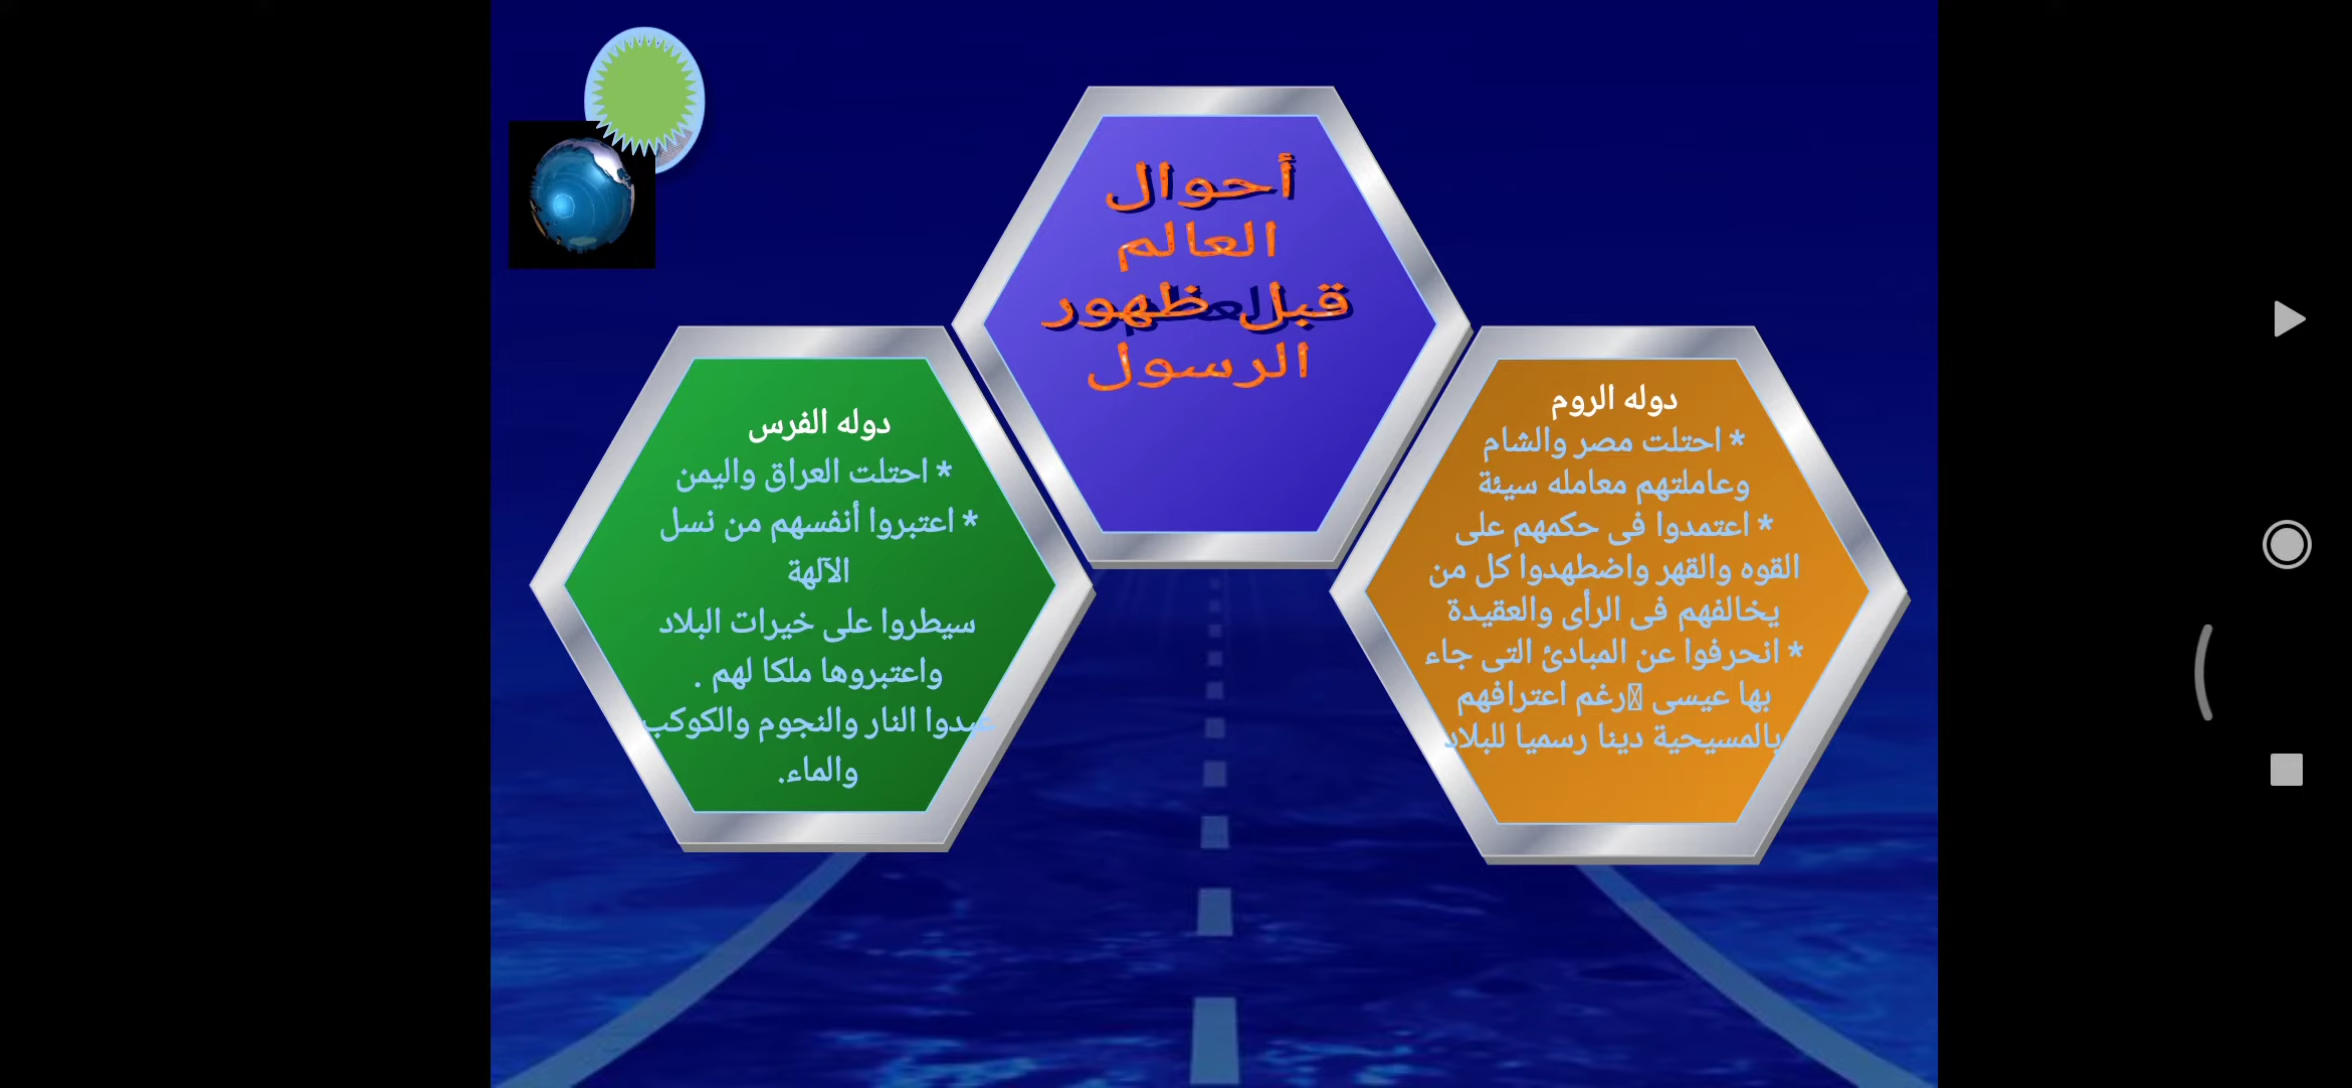 أحوال
العالم
قبل ظهور
الرسول
دوله الروم
* احتلت مصر والشام
وعاملتهم معامله سيئة
* اعتمدوا فى حكمهم على
القوه والقهر واضطهدوا كل من
يخالفهم فى الرأى والعقيدة
* انحرفوا عن المبادئ التى جاء
بها عيسى رغم اعترافهم
بالمسيحية دينا رسميا للبلاد
دوله الفرس
* احتلت العراق واليمن
* اعتبروا أنفسهم من نسل
الآلهة
سيطروا على خيرات البلاد
واعتبروها ملكا لهم .
عبدوا النار والنجوم والكوكب
والماء.